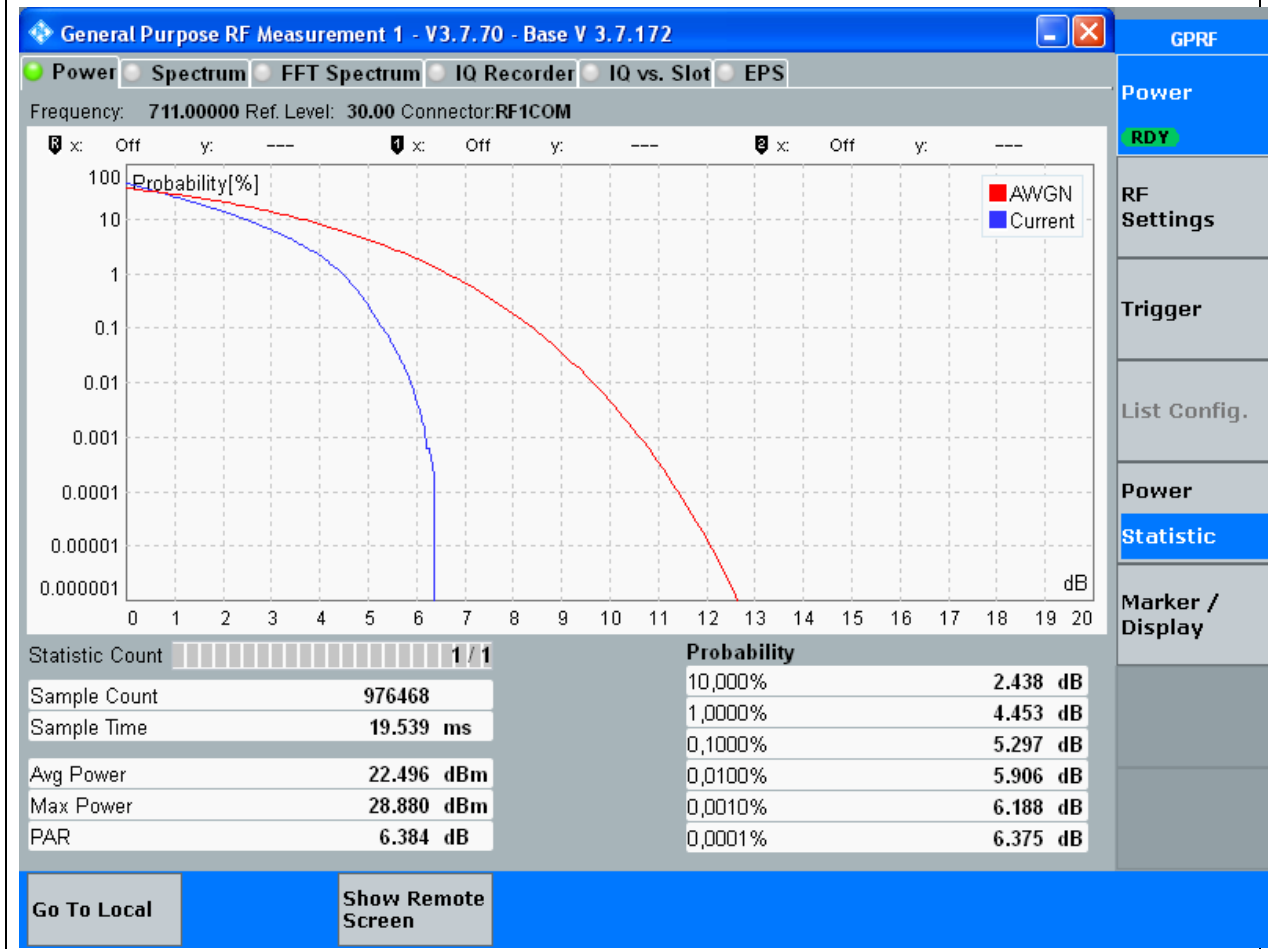 General Purpose RF Measurement 1 - V3.7.70 - Base V 3.7.172
GPRF
Power Spectrum FFT Spectrum IQ Recorder IQ vs. Slot EPS
Frequency: 711.00000 Ref. Level: 30.00 Connector:RF1COM
R x: Off y: --- 1 x: Off y: --- 2 x: Off y: ---
Probability[%]
AWGN
Current
100
10
1
0.1
0.01
0.001
0.0001
0.00001
0.000001
dB
0 1 2 3 4 5 6 7 8 9 10 11 12 13 14 15 16 17 18 19 20
Statistic Count 1 / 1
Sample Count 976468
Sample Time 19.539 ms
Avg Power 22.496 dBm
Max Power 28.880 dBm
PAR 6.384 dB
Probability
10,000% 2.438 dB
1,0000% 4.453 dB
0,1000% 5.297 dB
0,0100% 5.906 dB
0,0010% 6.188 dB
0,0001% 6.375 dB
Power
RDY
RF
Settings
Trigger
List Config.
Power
Statistic
Marker /
Display
Go To Local
Show Remote
Screen